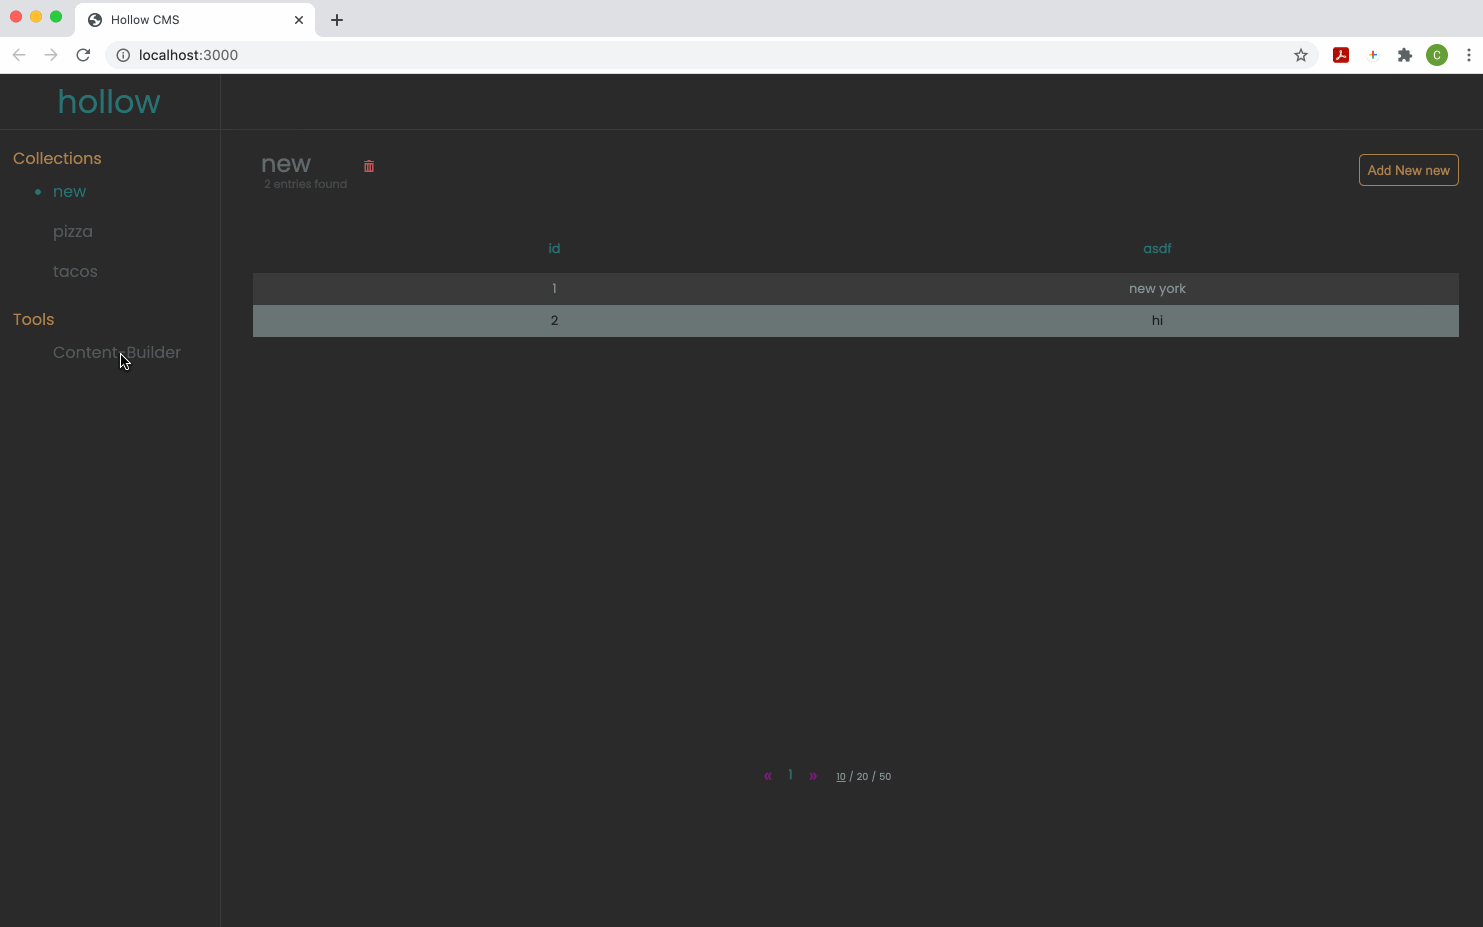 Hollow CMS
localhost:3000
C
hollow
Collections
new
pizza
tacos
Tools
Content-Builder
new
2 entries found
Add New new
id asdf
1 new york
2 hi
« 1 » 10 / 20 / 50